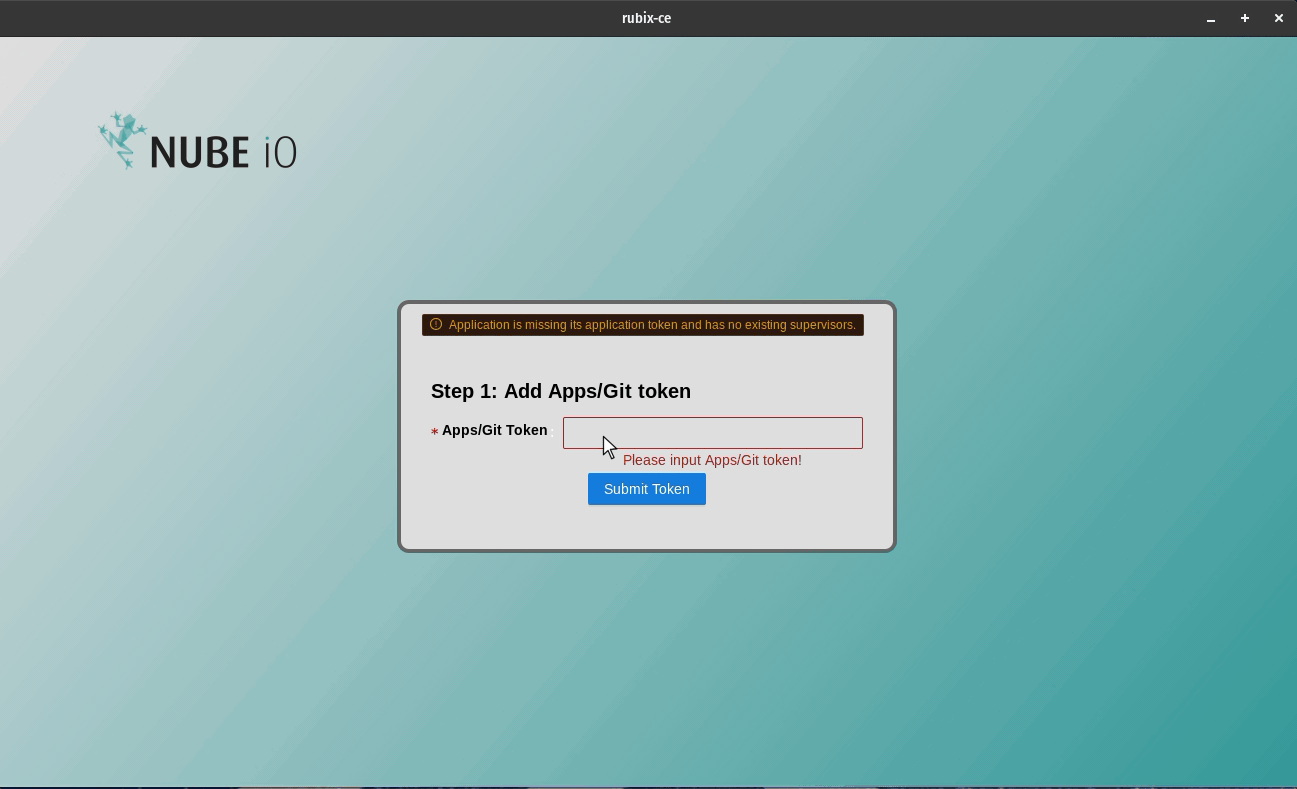 rubix-ce
NUBE iO
Application is missing its application token and has no existing supervisors.
Step 1: Add Apps/Git token
* Apps/Git Token :
Please input Apps/Git token!
Submit Token